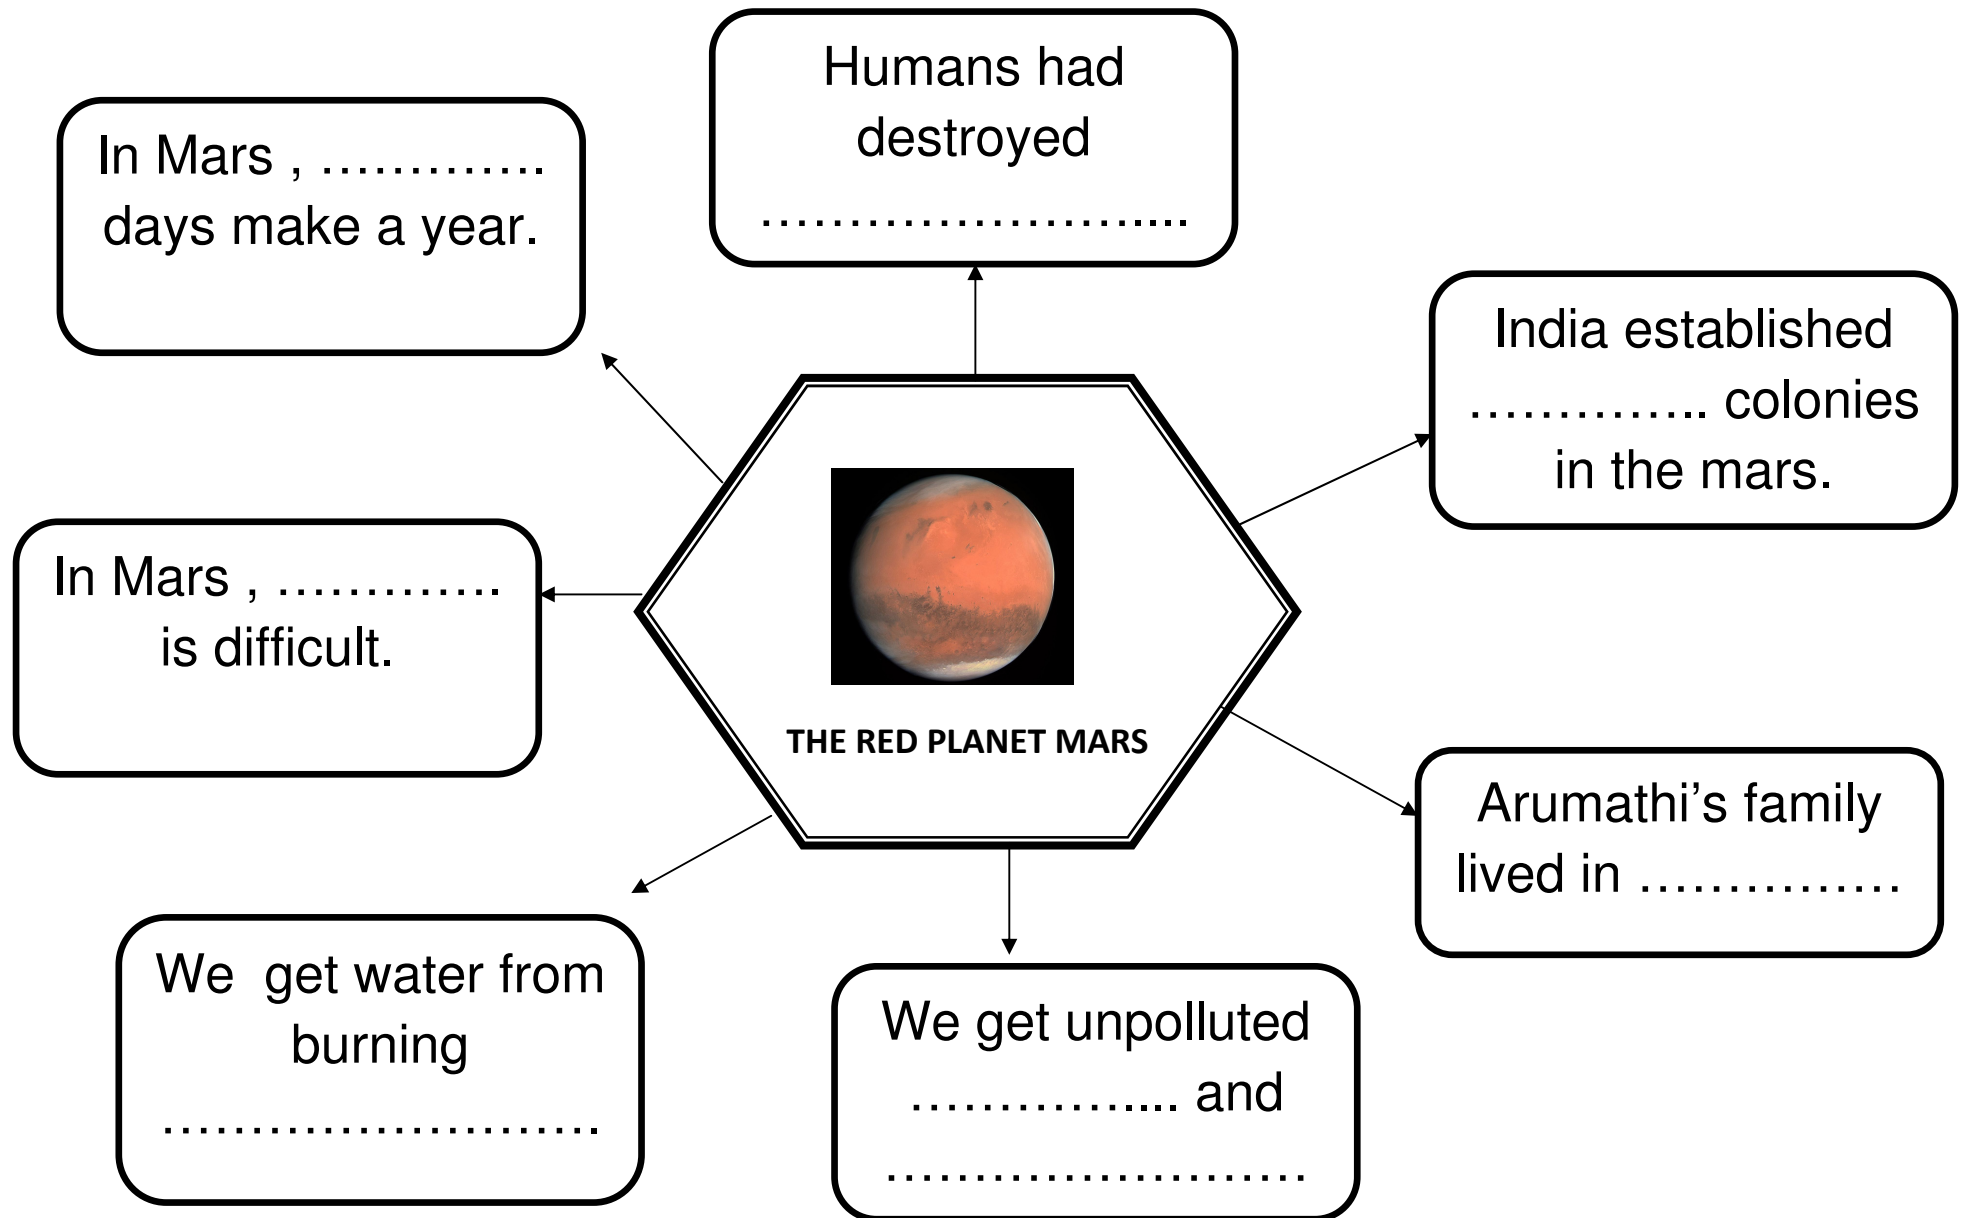 Humans had
destroyed
……………………....
In Mars , ………….
days make a year.
India established
………….. colonies
in the mars.
In Mars , ………….
is difficult.
THE RED PLANET MARS
Arumathi’s family
lived in ……………
We  get water from
burning
…………………….
We get unpolluted
…………..... and
……………………